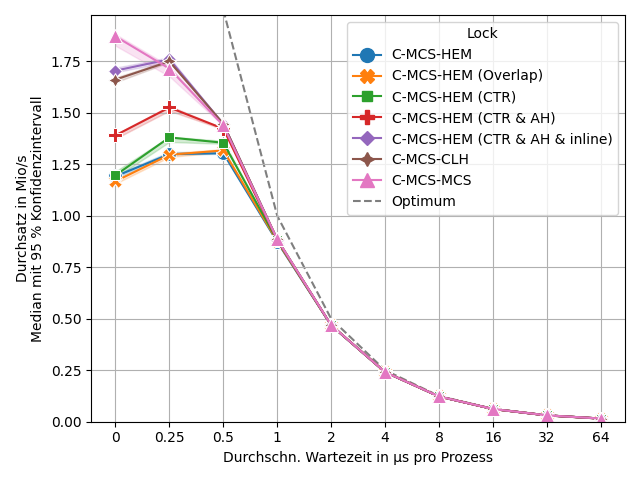 Lock
C-MCS-HEM
C-MCS-HEM (Overlap)
C-MCS-HEM (CTR)
C-MCS-HEM (CTR & AH)
C-MCS-HEM (CTR & AH & inline)
C-MCS-CLH
C-MCS-MCS
Optimum
Durchsatz in Mio/s
Median mit 95 % Konfidenzintervall
1.75
1.50
1.25
1.00
0.75
0.50
0.25
0.00
0 0.25 0.5 1 2 4 8 16 32 64
Durchschn. Wartezeit in µs pro Prozess